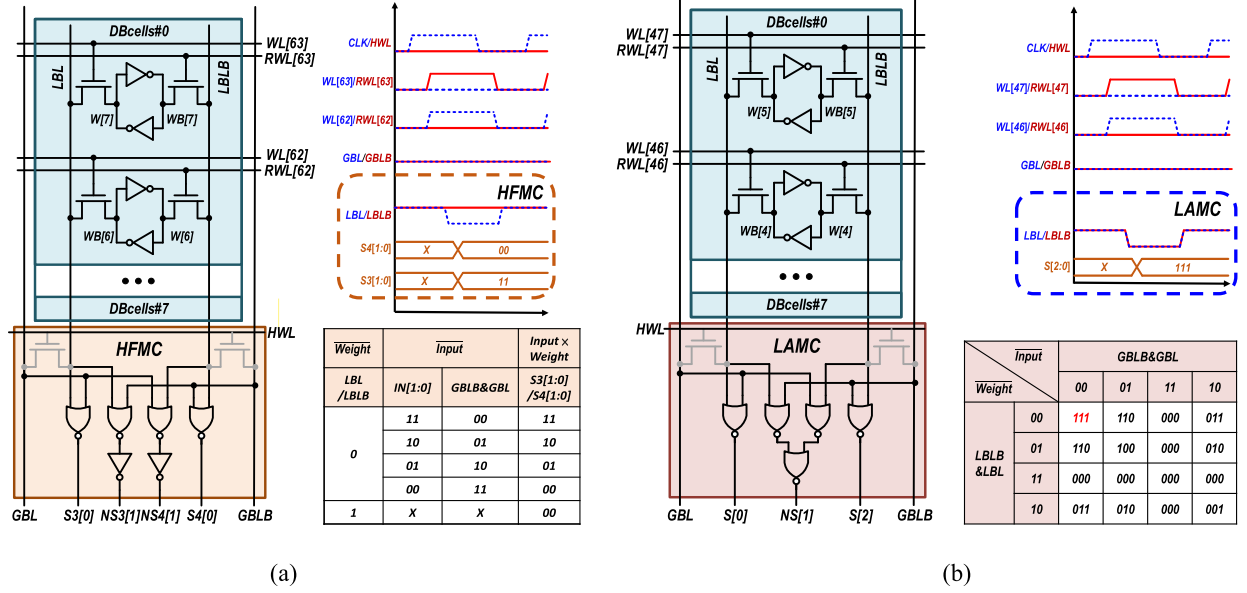 DBcells#0
WL[63]
RWL[63]
LBL
LBLB
W[7]
WB[7]
WL[62]
RWL[62]
WB[6]
W[6]
DBcells#7
HWL
HFMC
GBL
S3[0]
NS3[1]
NS4[1]
S4[0]
GBLB
CLK/HWL
WL[63]/RWL[63]
WL[62]/RWL[62]
GBL/GBLB
HFMC
LBL/LBLB
S4[1:0]
X
00
S3[1:0]
X
11
Weight Input Input ×
Weight
LBL
/LBLB
IN[1:0] GBLB&GBL S3[1:0]
/S4[1:0]
0
11 00 11
10 01 10
01 10 01
00 11 00
1 X X 00
(a)
DBcells#0
WL[47]
RWL[47]
LBL
LBLB
W[5]
WB[5]
WL[46]
RWL[46]
WB[4]
W[4]
DBcells#7
HWL
LAMC
GBL
S[0]
NS[1]
S[2]
GBLB
CLK/HWL
WL[47]/RWL[47]
WL[46]/RWL[46]
GBL/GBLB
LAMC
LBL/LBLB
S[2:0]
X
111
Input
Weight
GBLB&GBL
00 01 11 10
LBLB
&LBL
00 111 110 000 011
01 110 100 000 010
11 000 000 000 000
10 011 010 000 001
(b)